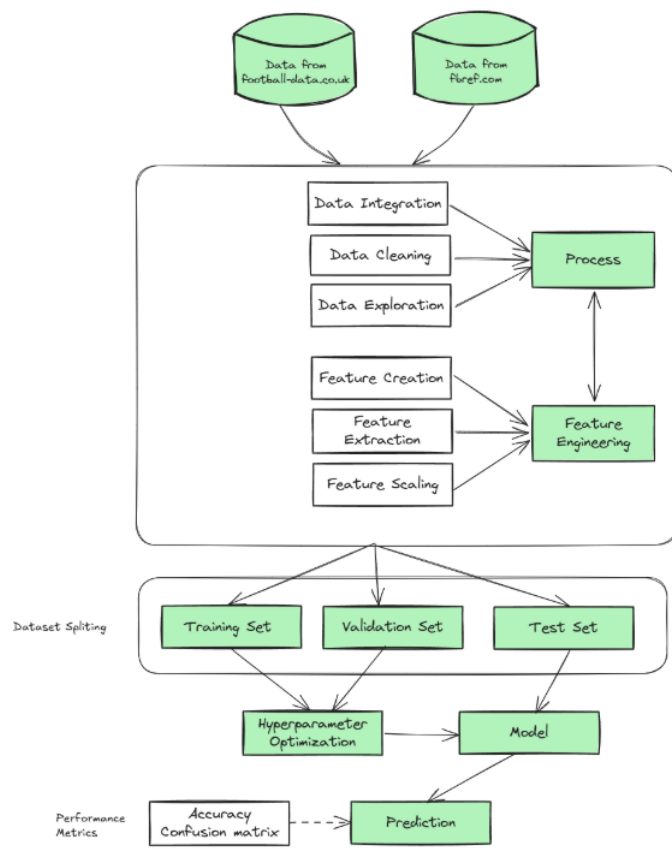 Data from
football-data.co.uk
Data from
fbref.com
Data Integration
Data Cleaning
Process
Data Exploration
Feature Creation
Feature
Extraction
Feature
Engineering
Feature Scaling
Dataset Spliting
Training Set
Validation Set
Test Set
Hyperparameter
Optimization
Model
Performance
Metrics
Accuracy
Confusion matrix
Prediction